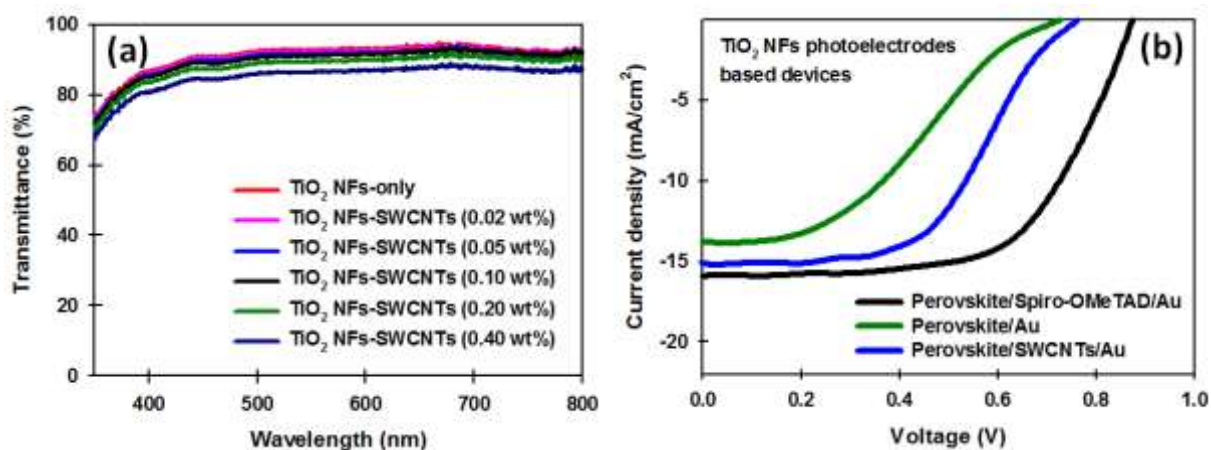 (a)
Transmittance (%)
100
80
60
40
20
0
TiO2 NFs-only
TiO2 NFs-SWCNTs (0.02 wt%)
TiO2 NFs-SWCNTs (0.05 wt%)
TiO2 NFs-SWCNTs (0.10 wt%)
TiO2 NFs-SWCNTs (0.20 wt%)
TiO2 NFs-SWCNTs (0.40 wt%)
400 500 600 700 800
Wavelength (nm)
(b)
TiO2 NFs photoelectrodes
based devices
Current density (mA/cm2)
-5
-10
-15
-20
Perovskite/Spiro-OMeTAD/Au
Perovskite/Au
Perovskite/SWCNTs/Au
0.0 0.2 0.4 0.6 0.8 1.0
Voltage (V)